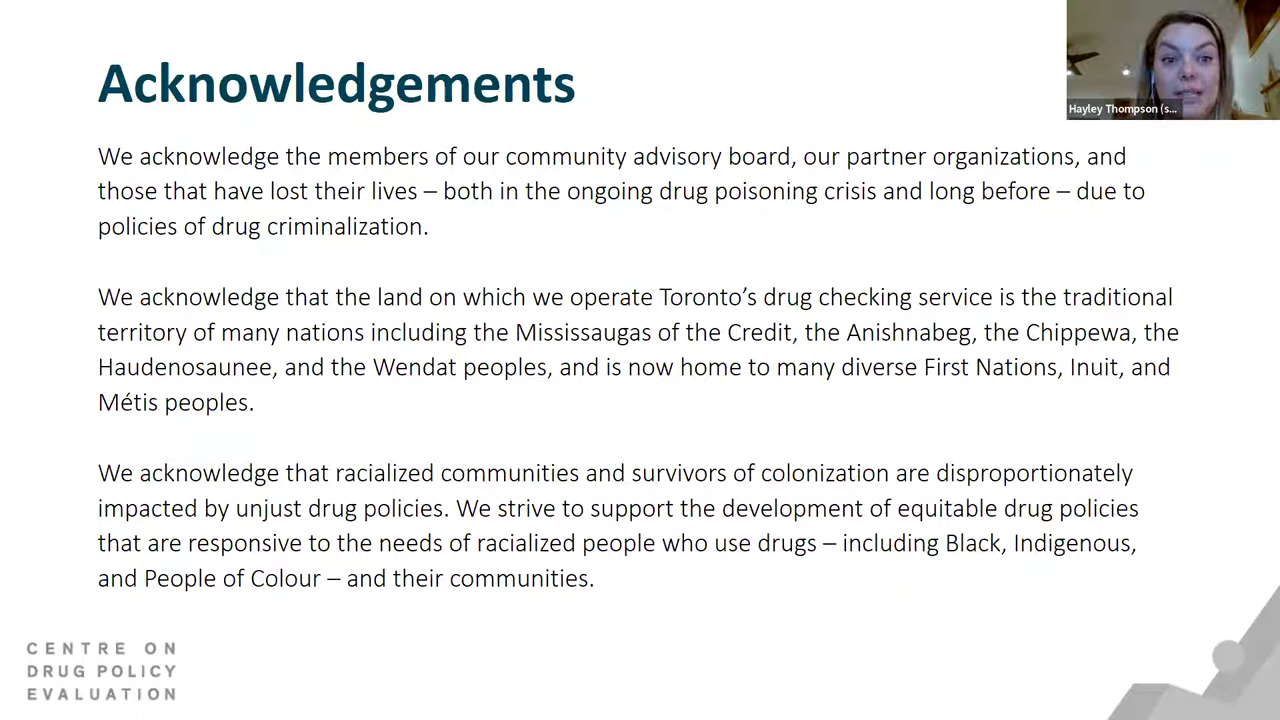 Acknowledgements
Hayley Thompson (s...
We acknowledge the members of our community advisory board, our partner organizations, and
those that have lost their lives – both in the ongoing drug poisoning crisis and long before – due to
policies of drug criminalization.
We acknowledge that the land on which we operate Toronto’s drug checking service is the traditional
territory of many nations including the Mississaugas of the Credit, the Anishnabeg, the Chippewa, the
Haudenosaunee, and the Wendat peoples, and is now home to many diverse First Nations, Inuit, and
Métis peoples.
We acknowledge that racialized communities and survivors of colonization are disproportionately
impacted by unjust drug policies. We strive to support the development of equitable drug policies
that are responsive to the needs of racialized people who use drugs – including Black, Indigenous,
and People of Colour – and their communities.
CENTRE ON
DRUG POLICY
EVALUATION